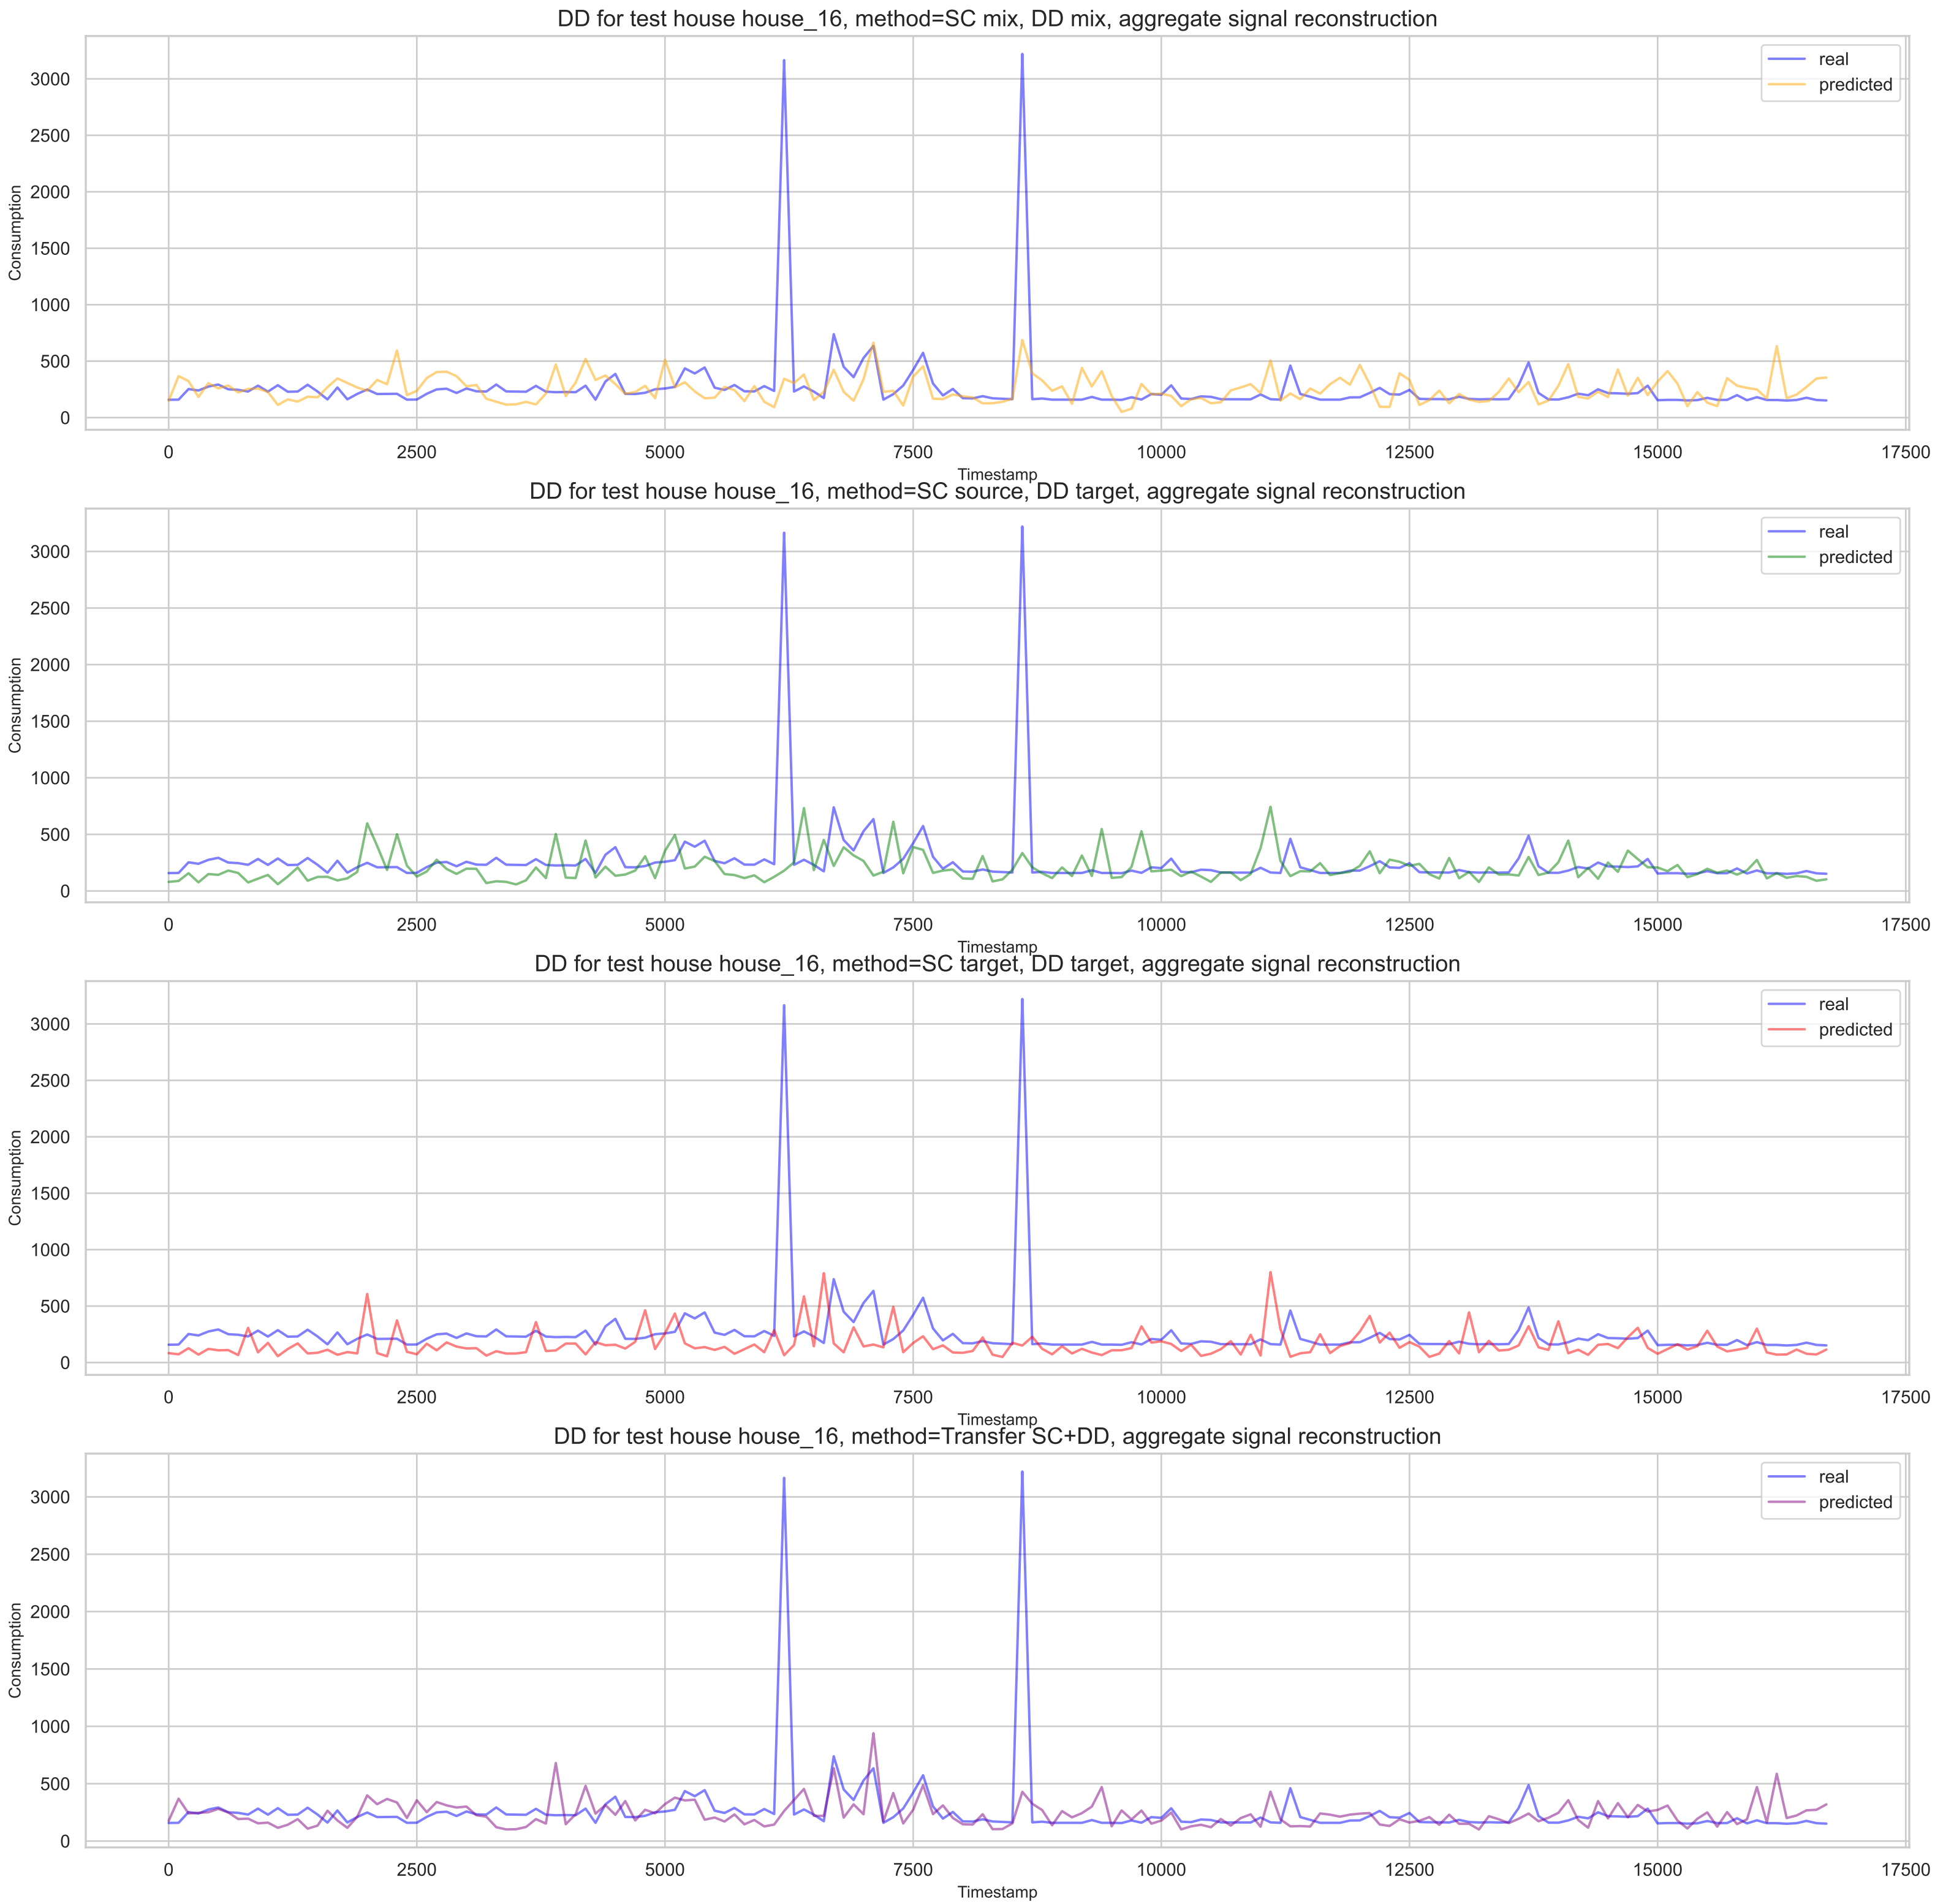 DD for test house house_16, method=SC mix, DD mix, aggregate signal reconstruction
real
predicted
3000
2500
2000
1500
1000
500
0
Consumption
0 2500 5000 7500 10000 12500 15000 17500
Timestamp
DD for test house house_16, method=SC source, DD target, aggregate signal reconstruction
real
predicted
3000
2500
2000
1500
1000
500
0
Consumption
0 2500 5000 7500 10000 12500 15000 17500
Timestamp
DD for test house house_16, method=SC target, DD target, aggregate signal reconstruction
real
predicted
3000
2500
2000
1500
1000
500
0
Consumption
0 2500 5000 7500 10000 12500 15000 17500
Timestamp
DD for test house house_16, method=Transfer SC+DD, aggregate signal reconstruction
real
predicted
3000
2500
2000
1500
1000
500
0
Consumption
0 2500 5000 7500 10000 12500 15000 17500
Timestamp